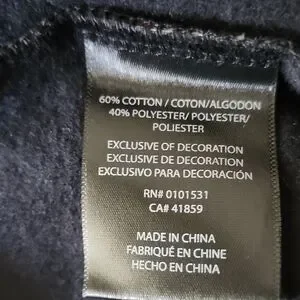 60% COTTON / COTON/ALGODON
40% POLYESTER/ POLYESTER/
POLIESTER
EXCLUSIVE OF DECORATION
EXCLUSIVE DE DECORATION
EXCLUSIVO PARA DECORACIÓN
RN# 0101531
CA# 41859
MADE IN CHINA
FABRIQUÉ EN CHINE
HECHO EN CHINA